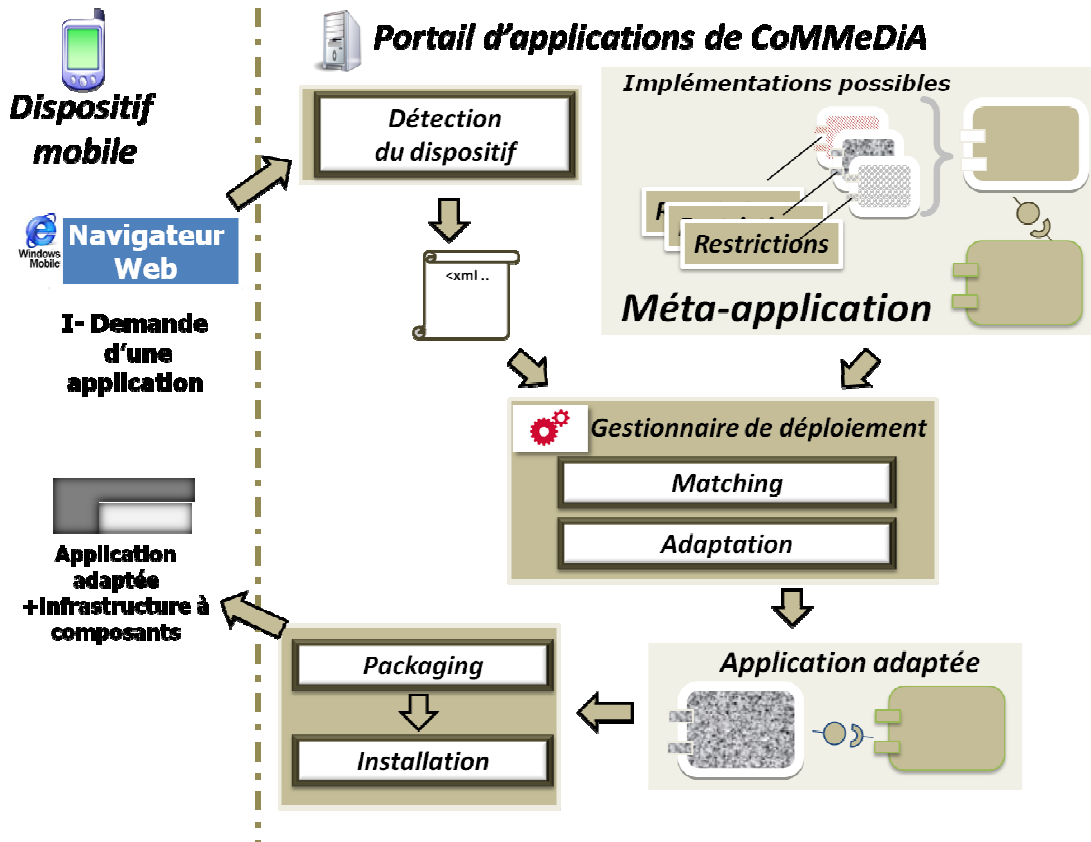 Portail d'applications de CoMMeDiA
Dispositif
mobile
Navigateur
Web
Windows
Mobile
I- Demande
d'une
application
Détection
du dispositif
<xml ..
Implémentations possibles
Restrictions
Méta-application
Gestionnaire de déploiement
Matching
Adaptation
Application adaptée
Packaging
Installation
Application
adaptée
+Infrastructure à
composants